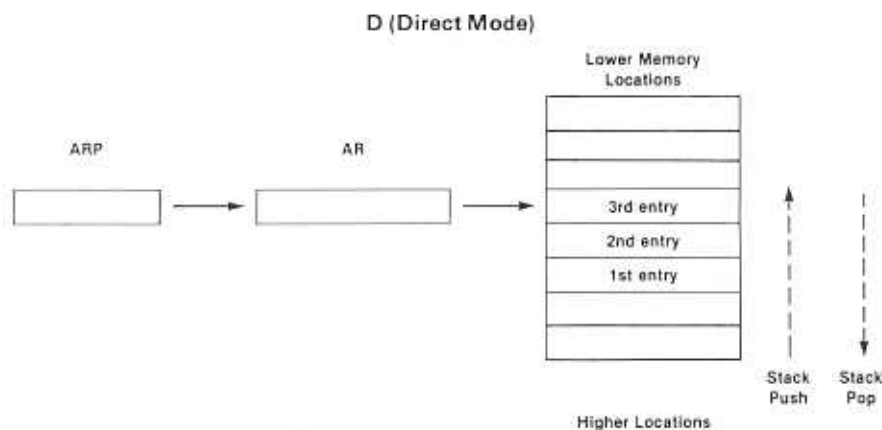 D (Direct Mode)
Lower Memory
Locations
ARP
AR
3rd entry
2nd entry
1st entry
Stack
Push
Stack
Pop
Higher Locations